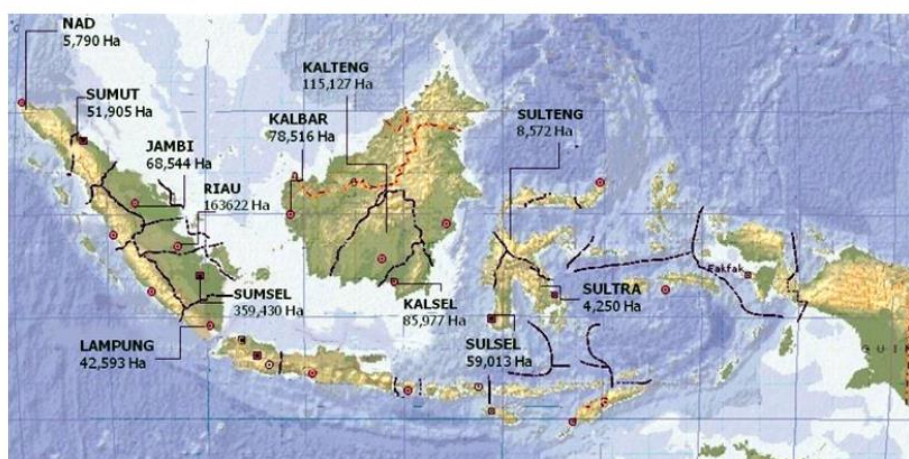 NAD
5,790 Ha
SUMUT
51,905 Ha
JAMBI
68,544 Ha
RIAU
163622 Ha
KALBAR
78,516 Ha
KALTENG
115,127 Ha
SULTENG
8,572 Ha
Fakfak
SUMSEL
359,430 Ha
LAMPUNG
42,593 Ha
KALSEL
85,977 Ha
SULTRA
4,250 Ha
SULSEL
59,013 Ha